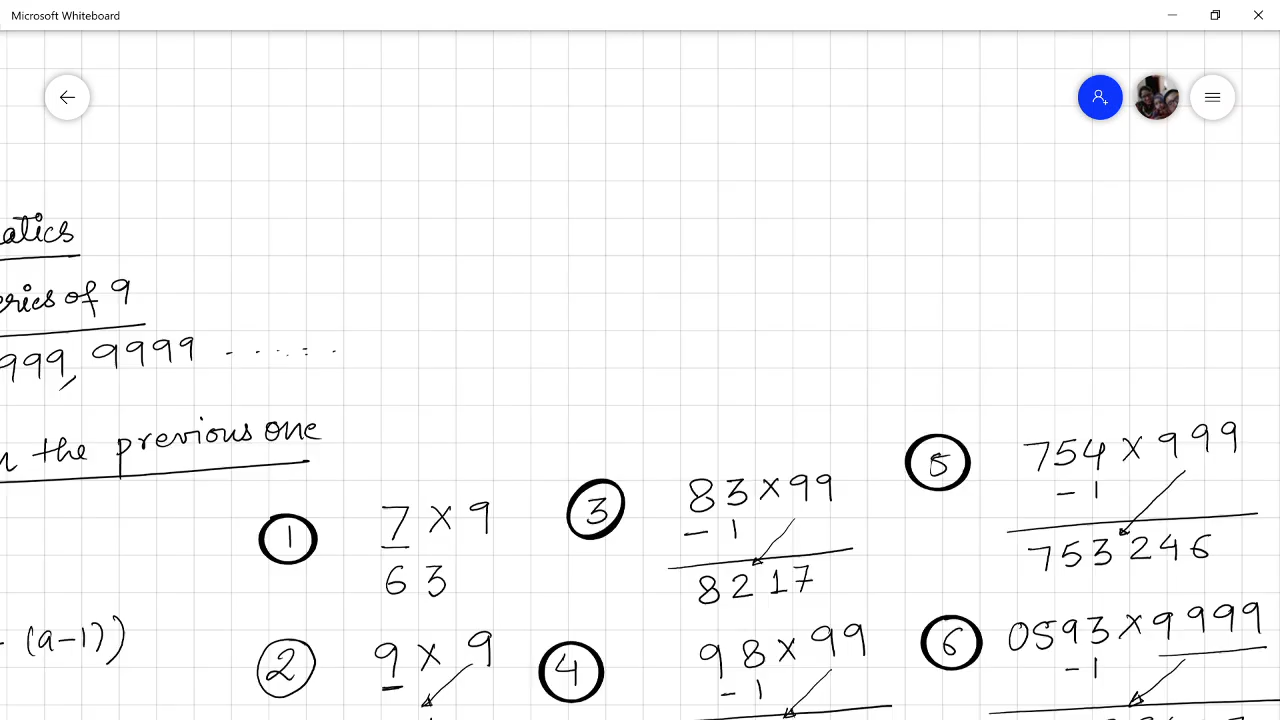 Microsoft Whiteboard
atics
eries of 9
999, 9999 ......
the previous one
(a-1))
1 7 × 9
63
2 9 × 9
3 83 × 99
- 1
8217
4 98 × 99
- 1
5 754 × 999
- 1
753246
6 0593 × 9999
- 1